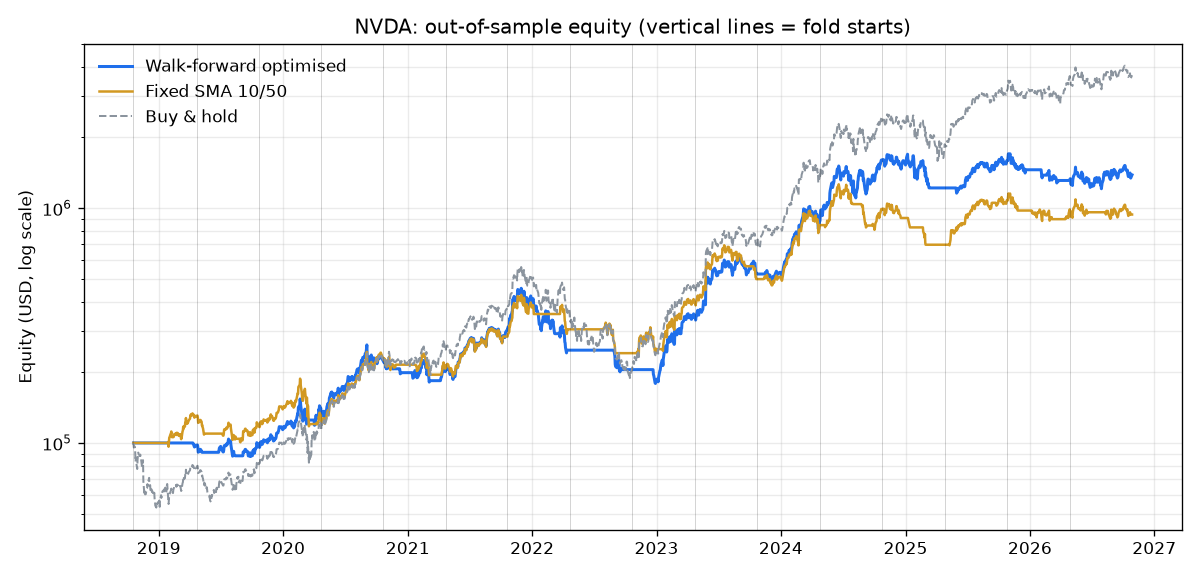 NVDA: out-of-sample equity (vertical lines = fold starts)
Walk-forward optimised
Fixed SMA 10/50
Buy & hold
Equity (USD, log scale)
10⁶
10⁵
2019 2020 2021 2022 2023 2024 2025 2026 2027